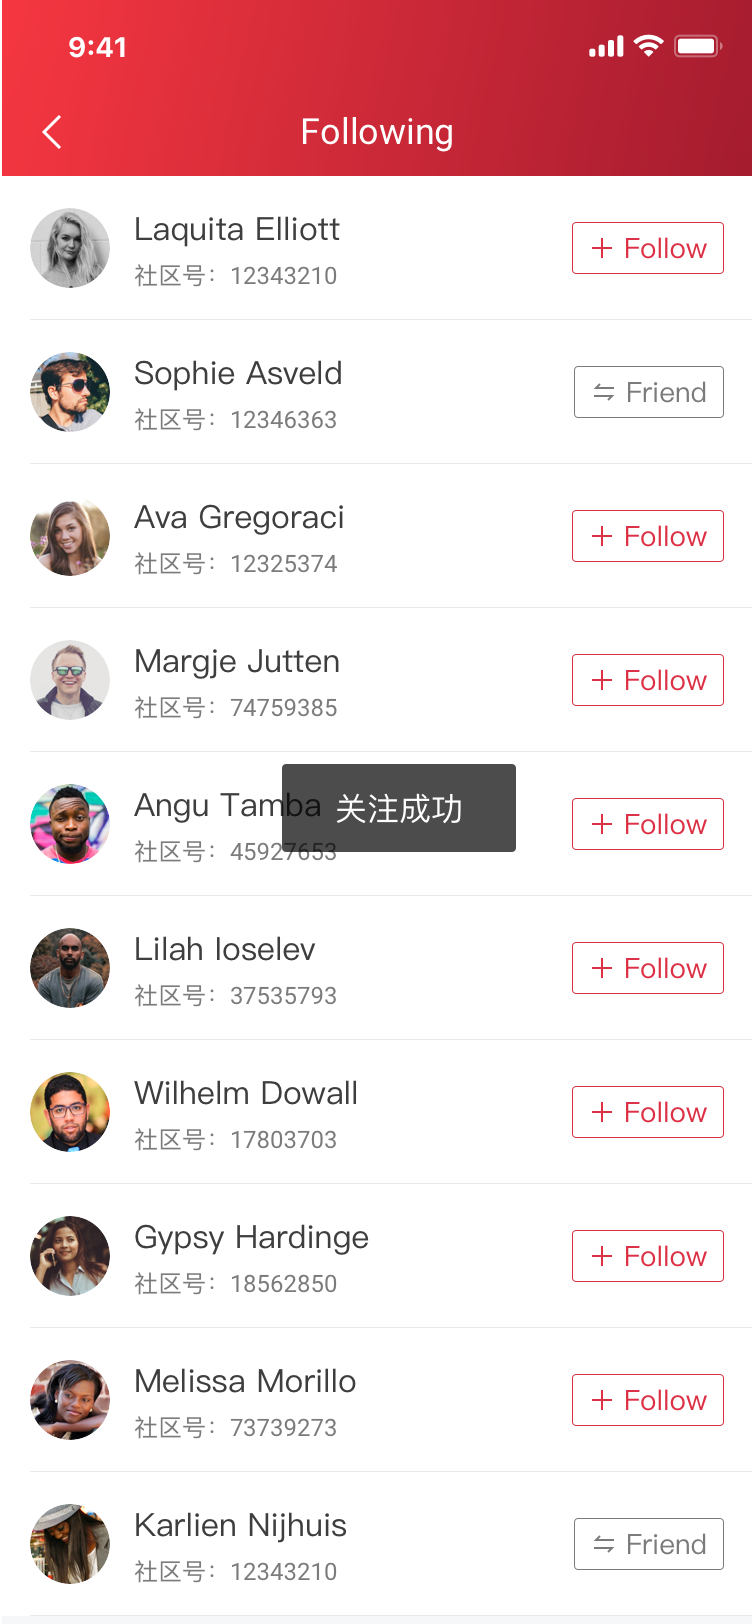 9:41
Following
Laquita Elliott
社区号：12343210
+ Follow
Sophie Asveld
社区号：12346363
Friend
Ava Gregoraci
社区号：12325374
+ Follow
Margje Jutten
社区号：74759385
+ Follow
Angu Tamba
社区号：45927653
关注成功
+ Follow
Lilah Ioselev
社区号：37535793
+ Follow
Wilhelm Dowall
社区号：17803703
+ Follow
Gypsy Hardinge
社区号：18562850
+ Follow
Melissa Morillo
社区号：73739273
+ Follow
Karlien Nijhuis
社区号：12343210
Friend